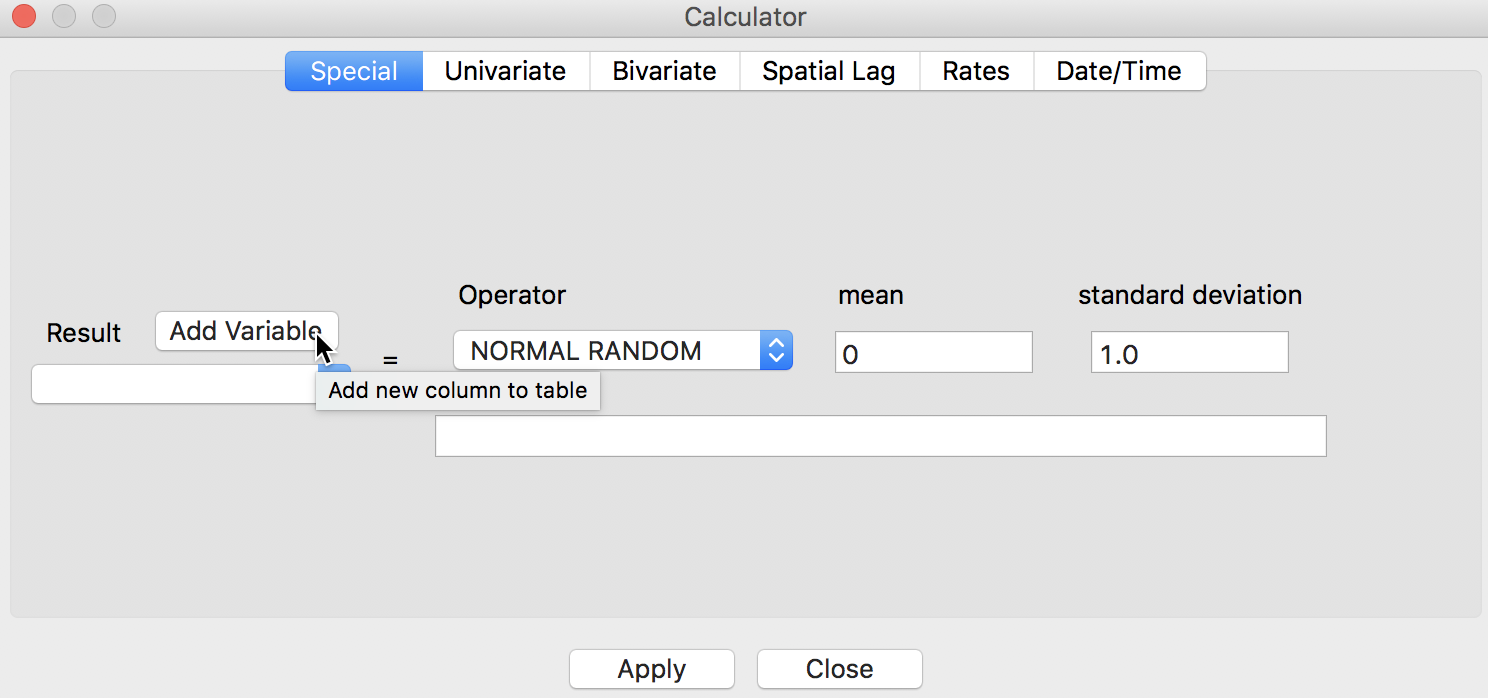 Calculator
Special Univariate Bivariate Spatial Lag Rates Date/Time
Operator mean standard deviation
Result Add Variable = NORMAL RANDOM 0 1.0
Add new column to table
Apply Close